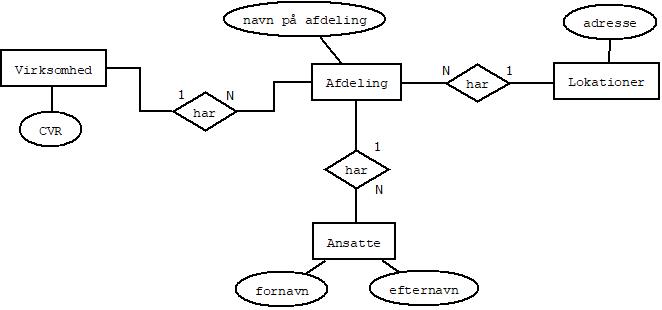 navn på afdeling
adresse
Virksomhed
Afdeling
Lokationer
N
har
1
1
har
N
CVR
1
har
N
Ansatte
fornavn
efternavn